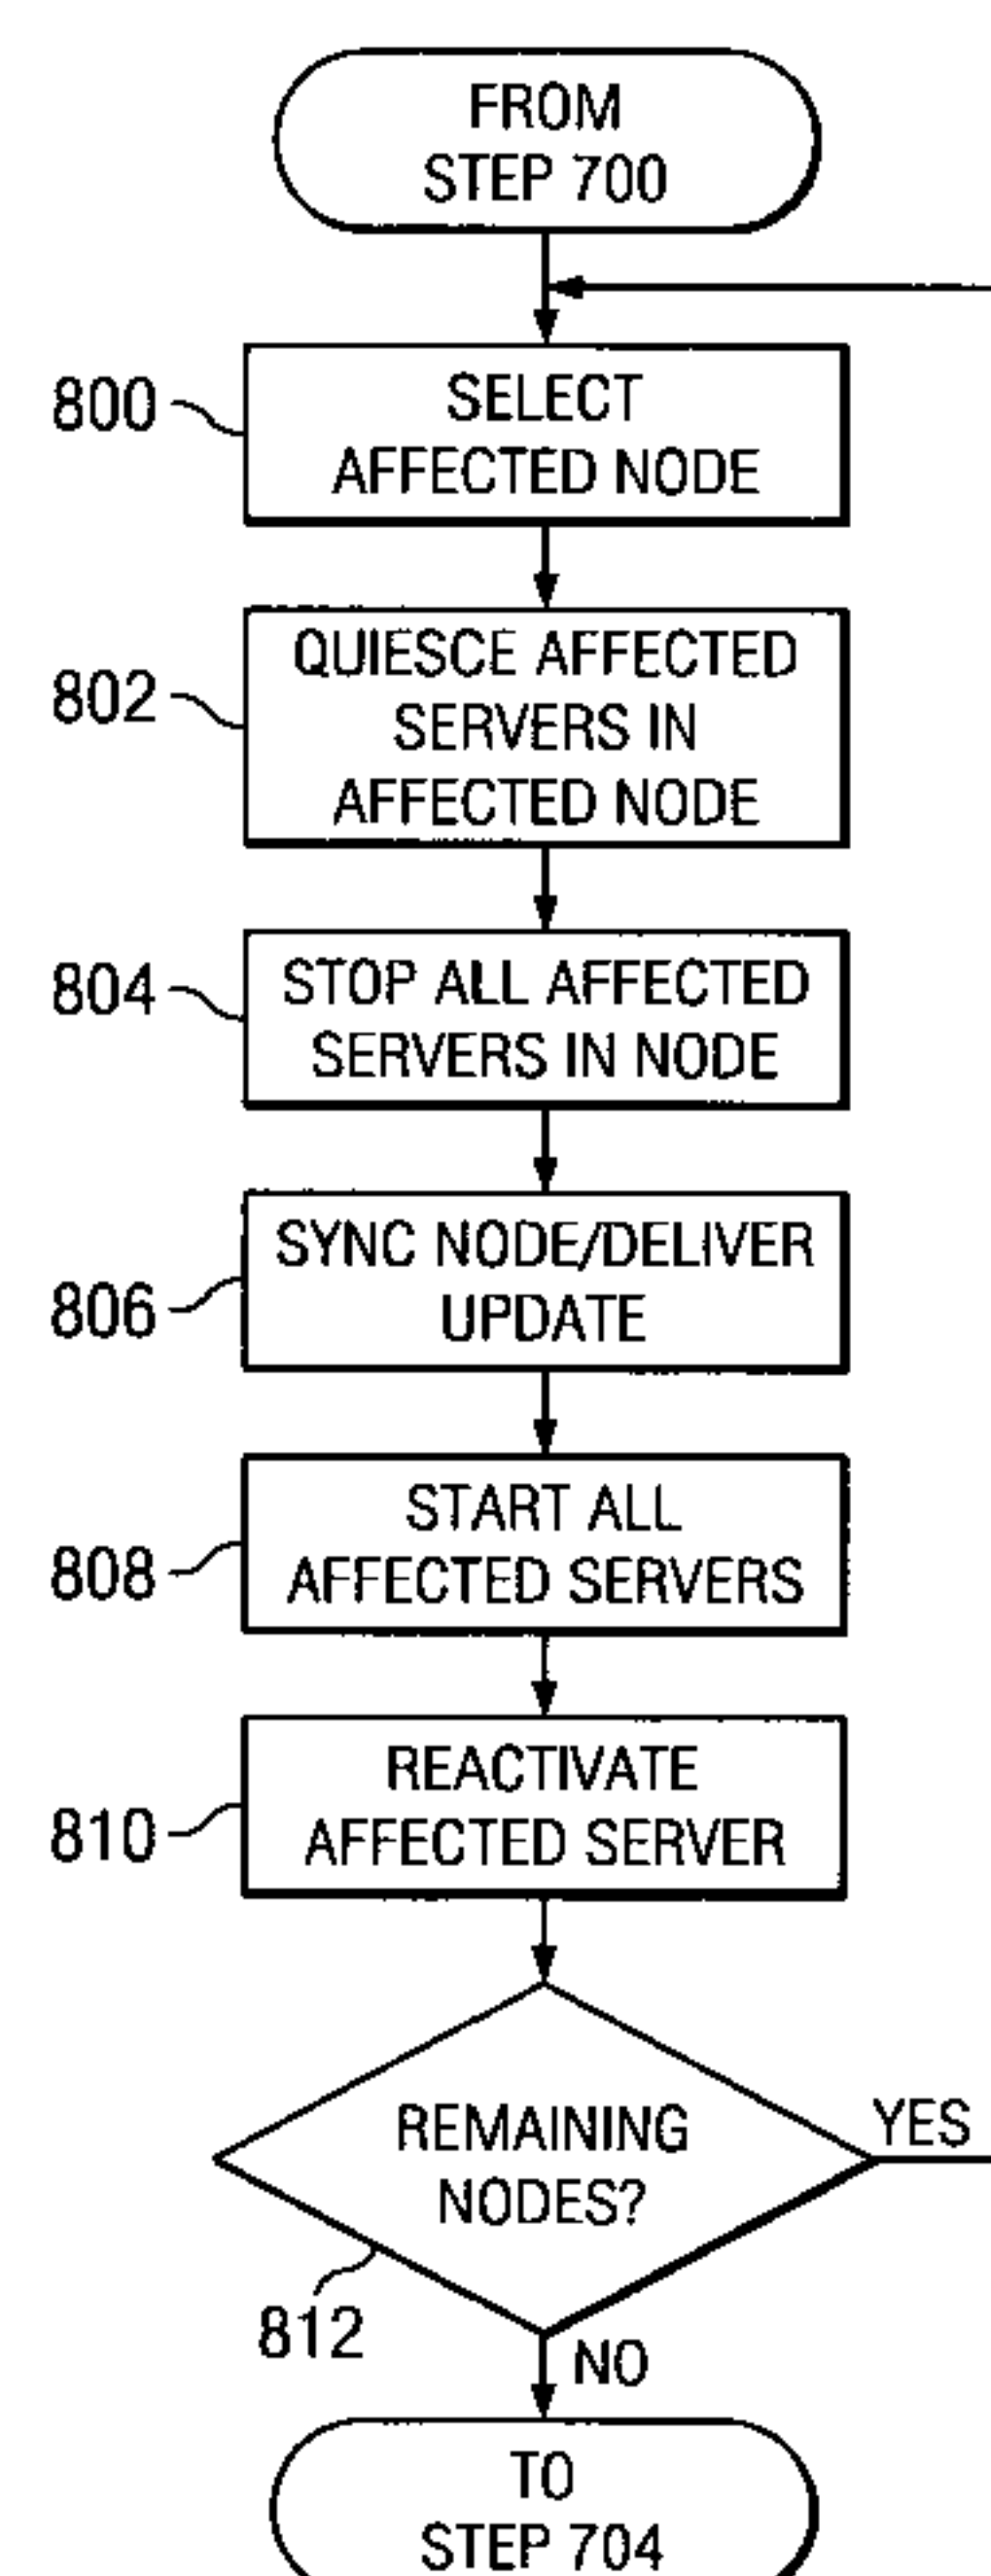 FROM
STEP 700
800
SELECT
AFFECTED NODE
802
QUIESCE AFFECTED
SERVERS IN
AFFECTED NODE
804
STOP ALL AFFECTED
SERVERS IN NODE
806
SYNC NODE/DELIVER
UPDATE
808
START ALL
AFFECTED SERVERS
810
REACTIVATE
AFFECTED SERVER
REMAINING
NODES?
YES
812
NO
TO
STEP 704